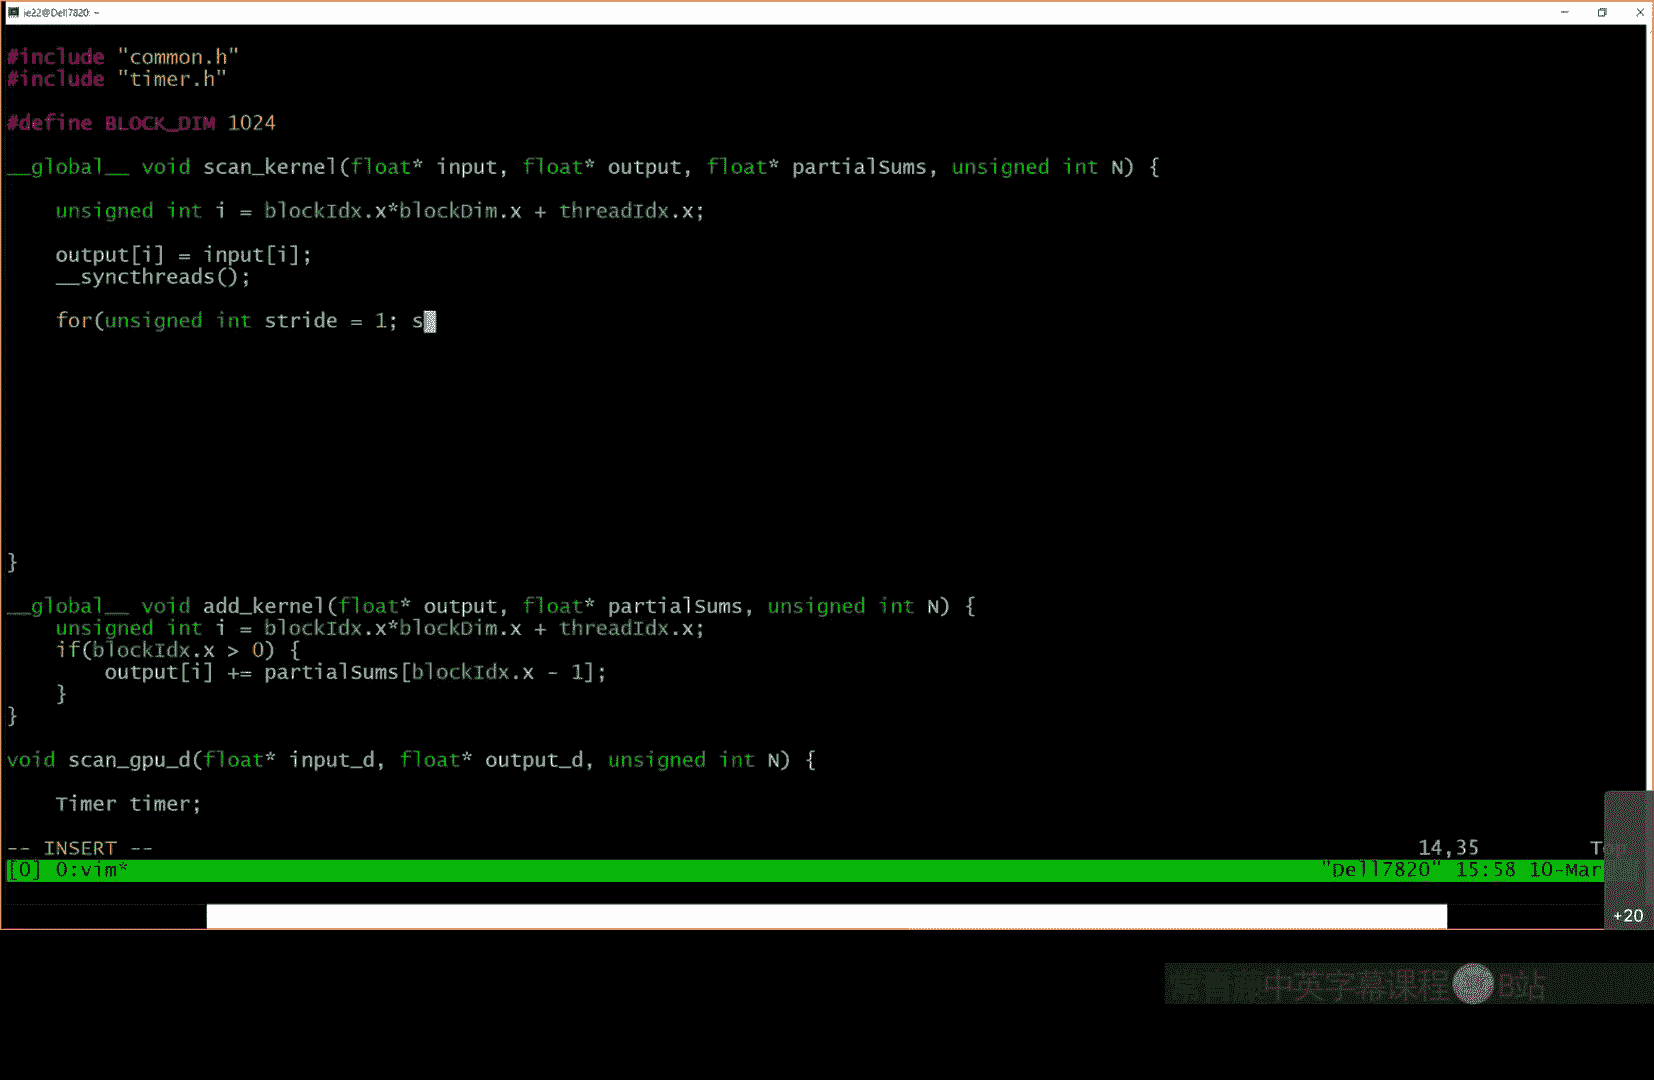 ie22@Dell7820: ~
#include "common.h"
#include "timer.h"
#define BLOCK_DIM 1024
__global__ void scan_kernel(float* input, float* output, float* partialSums, unsigned int N) {
unsigned int i = blockIdx.x*blockDim.x + threadIdx.x;
output[i] = input[i];
__syncthreads();
for(unsigned int stride = 1; s
}
__global__ void add_kernel(float* output, float* partialSums, unsigned int N) {
unsigned int i = blockIdx.x*blockDim.x + threadIdx.x;
if(blockIdx.x > 0) {
output[i] += partialSums[blockIdx.x - 1];
}
}
void scan_gpu_d(float* input_d, float* output_d, unsigned int N) {
Timer timer;
-- INSERT -- 14,35
[0] 0:vim* "Dell7820" 15:58 10-Mar
+20
中英字幕课程 B站